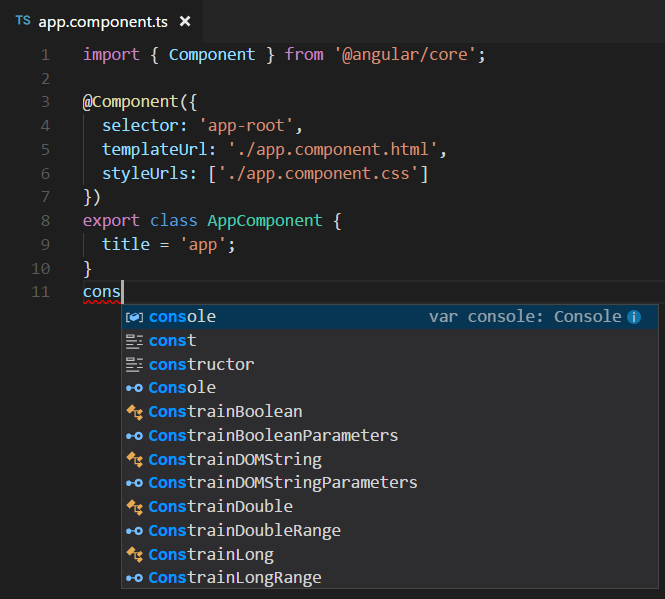 TS app.component.ts ×
1 import { Component } from '@angular/core';
2
3 @Component({
4   selector: 'app-root',
5   templateUrl: './app.component.html',
6   styleUrls: ['./app.component.css']
7 })
8 export class AppComponent {
9   title = 'app';
10 }
11 cons
console var console: Console i
const
constructor
Console
ConstrainBoolean
ConstrainBooleanParameters
ConstrainDOMString
ConstrainDOMStringParameters
ConstrainDouble
ConstrainDoubleRange
ConstrainLong
ConstrainLongRange